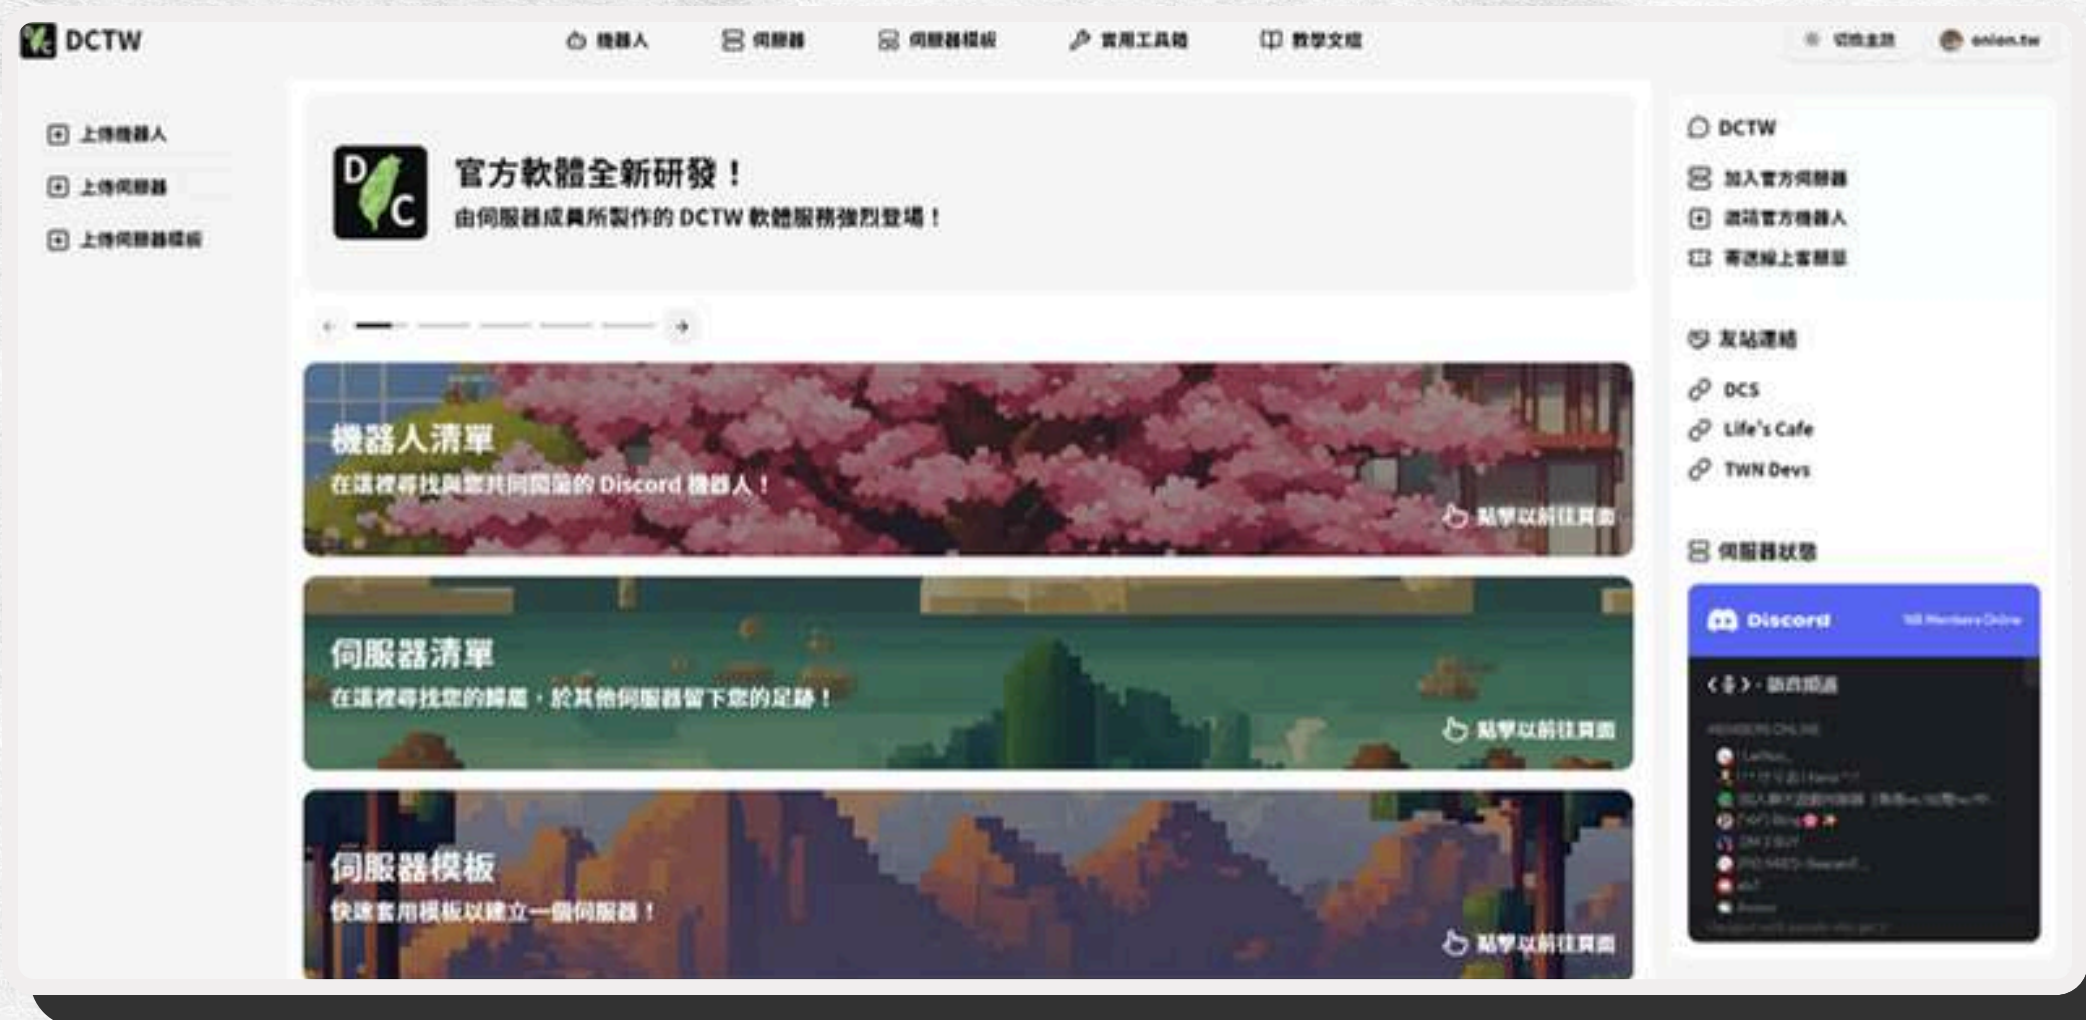 DCTW
機器人
伺服器
伺服器模板
實用工具箱
教學文檔
切換主題
onion.tw
上傳機器人
上傳伺服器
上傳伺服器模板
D
C
官方軟體全新研發！
由伺服器成員所製作的 DCTW 軟體服務強烈登場！
機器人清單
在這裡尋找與您共同闖蕩的 Discord 機器人！
點擊以前往頁面
伺服器清單
在這裡尋找您的歸屬，於其他伺服器留下您的足跡！
點擊以前往頁面
伺服器模板
快速套用模板以建立一個伺服器！
點擊以前往頁面
DCTW
加入官方伺服器
邀請官方機器人
寄送線上客服單
友站連結
DCS
Life's Cafe
TWN Devs
伺服器狀態
Discord
Members Online
MEMBERS ONLINE